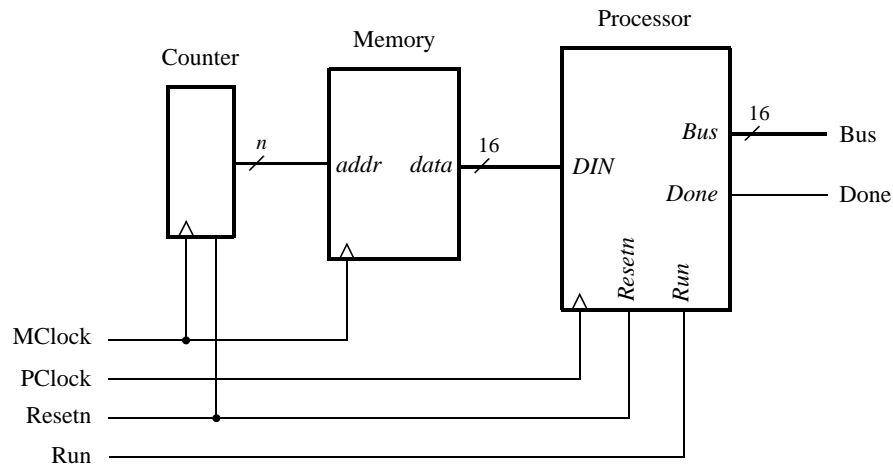 Processor
Memory
Counter
n
16
16
addr
data
DIN
Bus
Bus
Done
Done
Resetn
Run
MClock
PClock
Resetn
Run